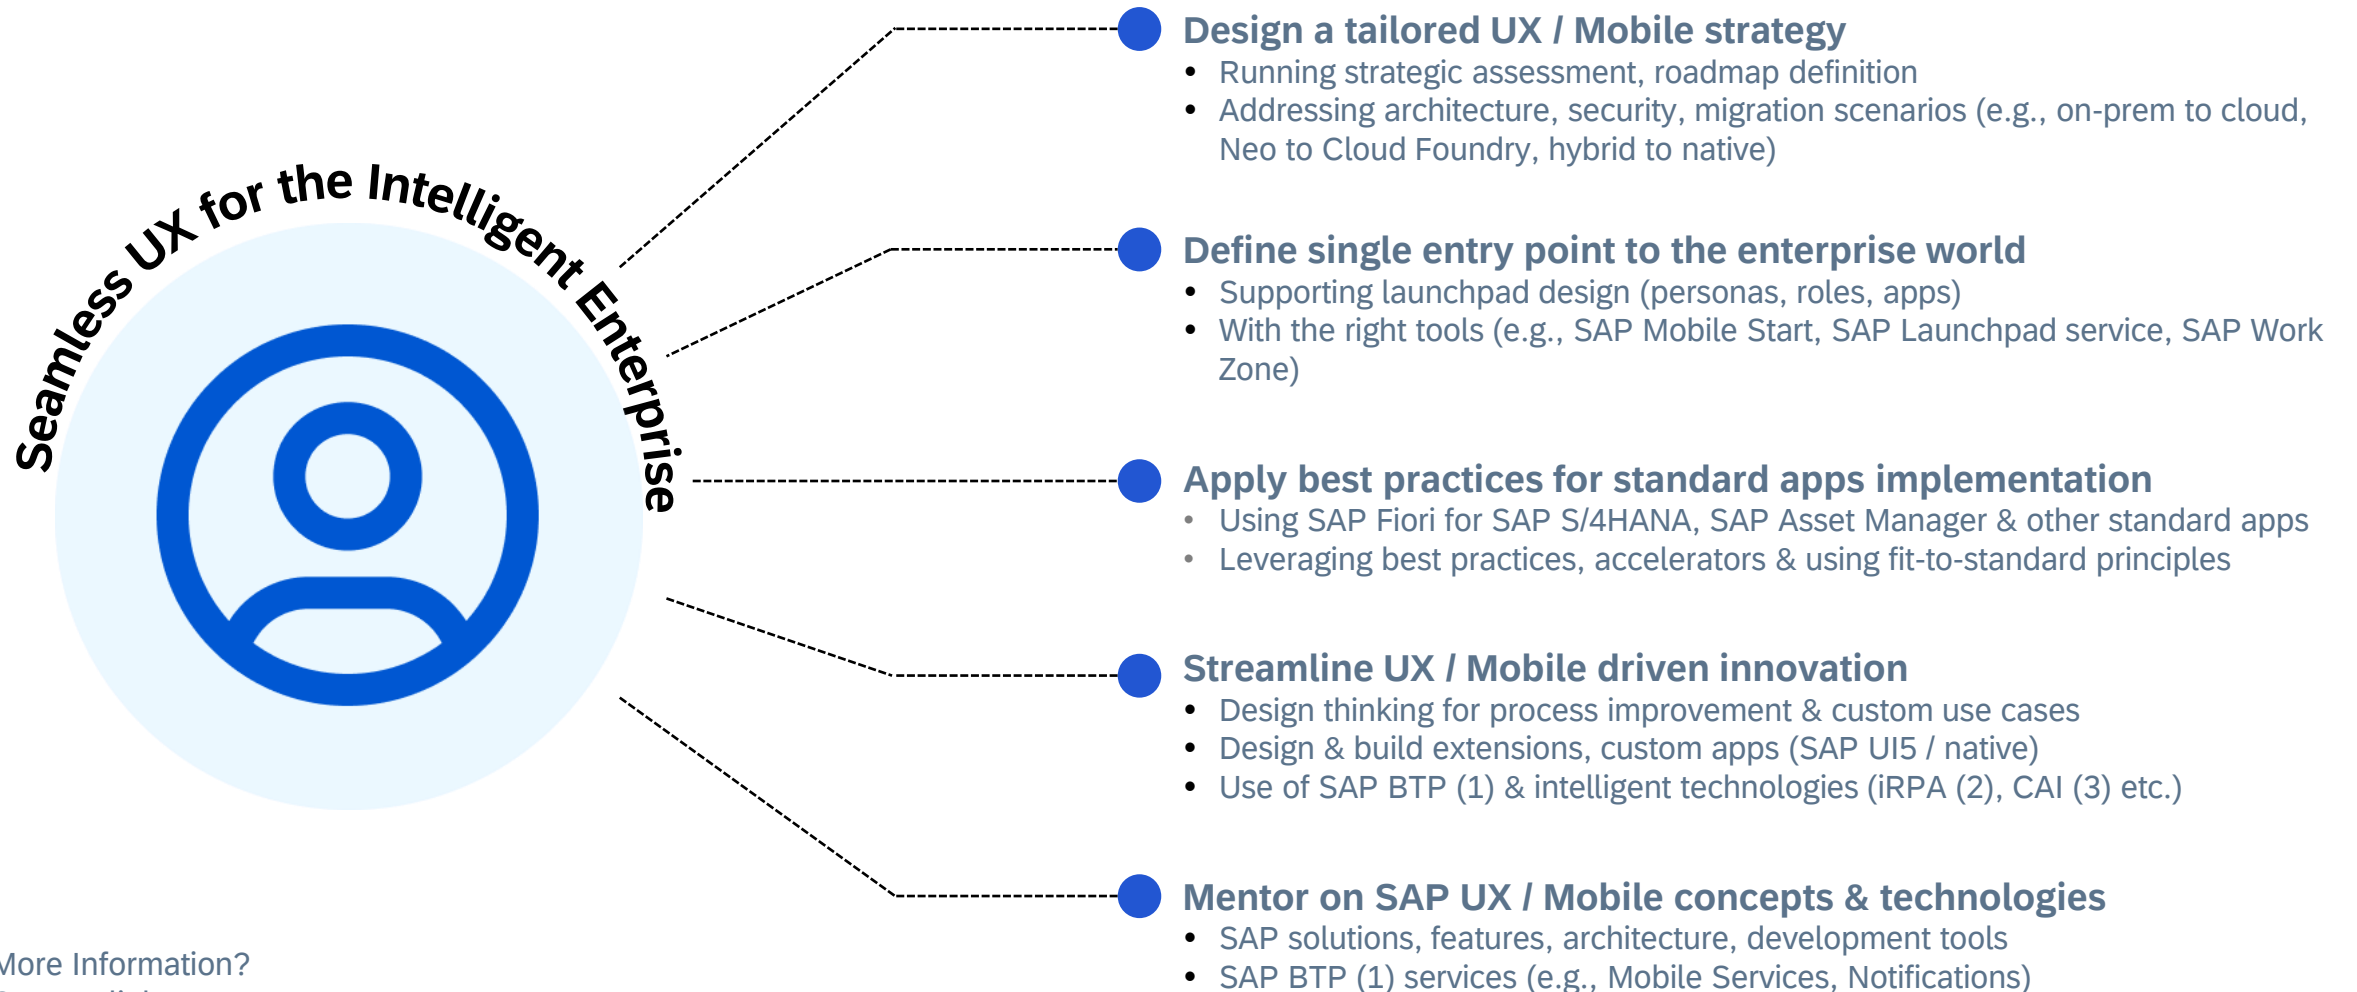 Seamless UX for the Intelligent Enterprise
Design a tailored UX / Mobile strategy
• Running strategic assessment, roadmap definition
• Addressing architecture, security, migration scenarios (e.g., on-prem to cloud,
Neo to Cloud Foundry, hybrid to native)
Define single entry point to the enterprise world
• Supporting launchpad design (personas, roles, apps)
• With the right tools (e.g., SAP Mobile Start, SAP Launchpad service, SAP Work
Zone)
Apply best practices for standard apps implementation
• Using SAP Fiori for SAP S/4HANA, SAP Asset Manager & other standard apps
• Leveraging best practices, accelerators & using fit-to-standard principles
Streamline UX / Mobile driven innovation
• Design thinking for process improvement & custom use cases
• Design & build extensions, custom apps (SAP UI5 / native)
• Use of SAP BTP (1) & intelligent technologies (iRPA (2), CAI (3) etc.)
Mentor on SAP UX / Mobile concepts & technologies
• SAP solutions, features, architecture, development tools
• SAP BTP (1) services (e.g., Mobile Services, Notifications)
More Information?